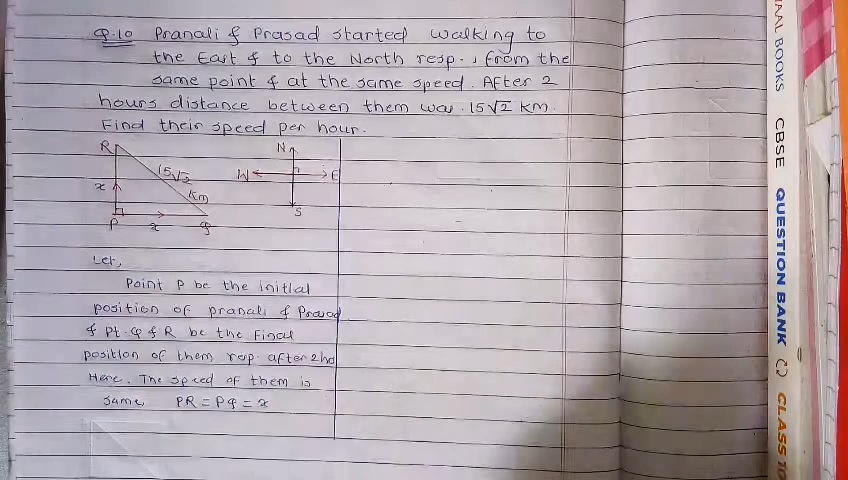 Q.10 Pranali & Prasad started walking to
the East & to the North resp., from the
same point & at the same speed. After 2
hours distance between them was 15√2 km.
Find their speed per hour.
R
15√2
km
x
P
x
Q
N
W
E
S
Let,
Point P be the initial
position of pranali & Prasad
& pt. Q & R be the Final
position of them resp. after 2
Here, The speed of them is
same PR = PQ = x
AAL BOOKS
CBSE
QUESTION BANK
CLASS 10